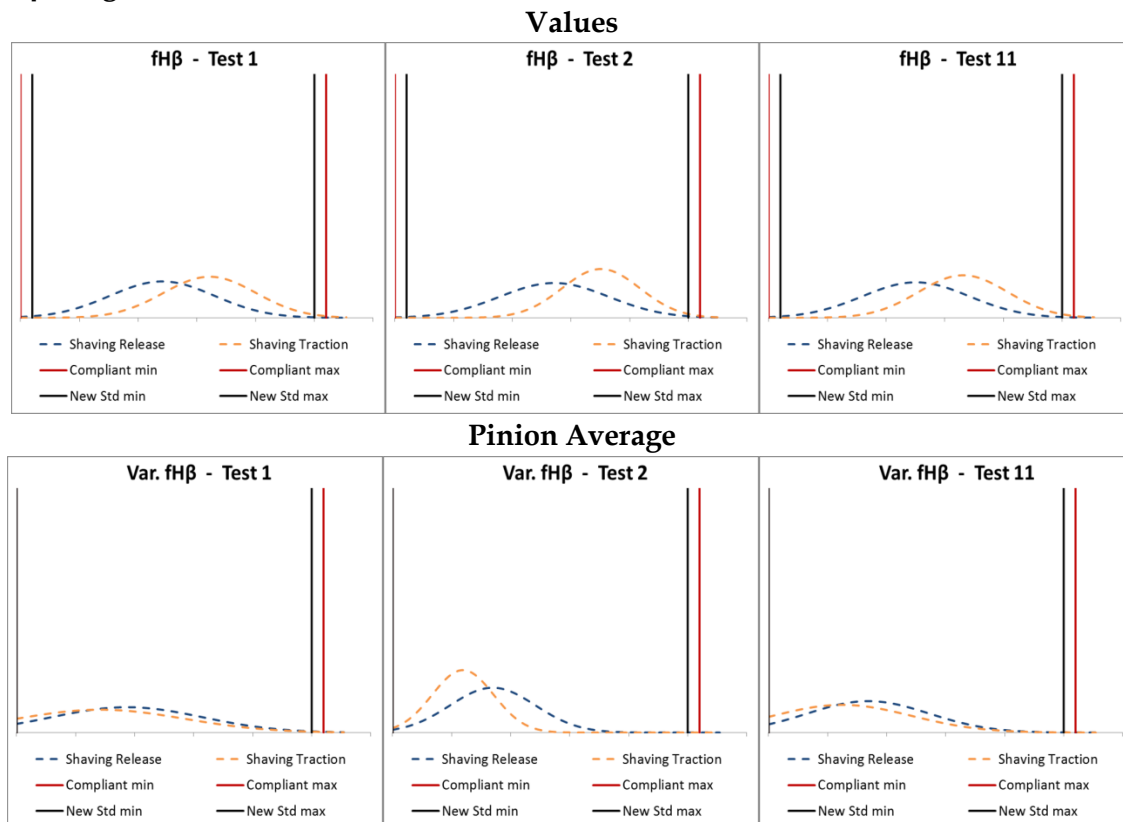 Values
fHβ - Test 1
fHβ - Test 2
fHβ - Test 11
Shaving Release Shaving Traction
Compliant min Compliant max
New Std min New Std max
Shaving Release Shaving Traction
Compliant min Compliant max
New Std min New Std max
Shaving Release Shaving Traction
Compliant min Compliant max
New Std min New Std max
Pinion Average
Var. fHβ - Test 1
Var. fHβ - Test 2
Var. fHβ - Test 11
Shaving Release Shaving Traction
Compliant min Compliant max
New Std min New Std max
Shaving Release Shaving Traction
Compliant min Compliant max
New Std min New Std max
Shaving Release Shaving Traction
Compliant min Compliant max
New Std min New Std max